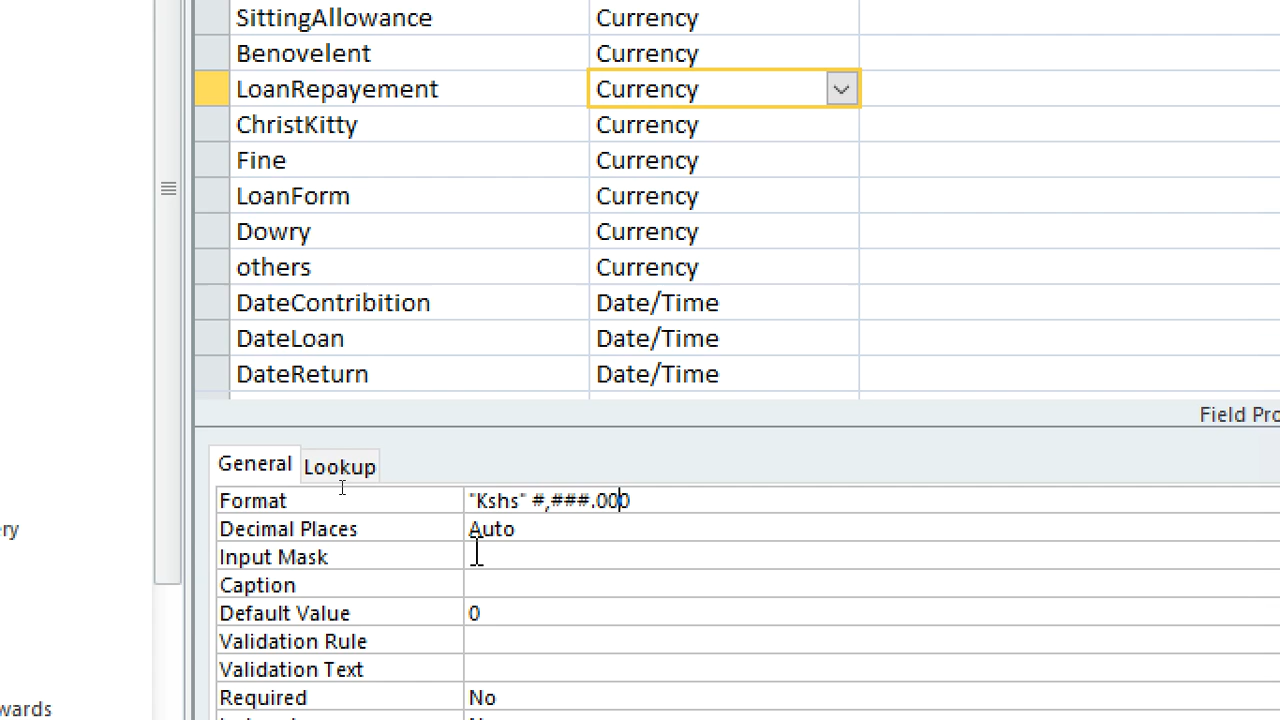 SittingAllowance Currency
Benovelent Currency
LoanRepayement Currency
ChristKitty Currency
Fine Currency
LoanForm Currency
Dowry Currency
others Currency
DateContribition Date/Time
DateLoan Date/Time
DateReturn Date/Time
Field Pro
General Lookup
Format "Kshs" #,###.000
Decimal Places Auto
ry
Input Mask
Caption
Default Value 0
Validation Rule
Validation Text
Required No
wards